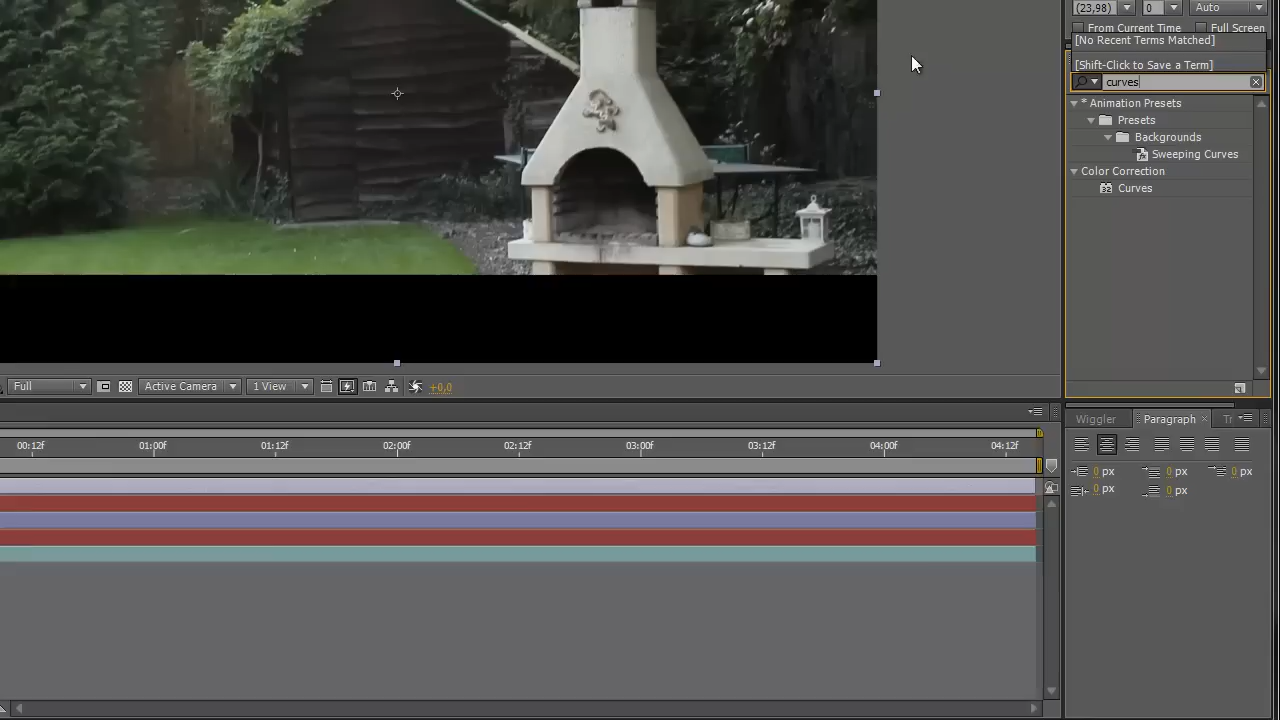 (23,98) 0 Auto
From Current Time Full Screen
[No Recent Terms Matched]
[Shift-Click to Save a Term]
curves
* Animation Presets
Presets
Backgrounds
Sweeping Curves
Color Correction
Curves
Full Active Camera 1 View +0,0
Wiggler Paragraph × Tr
00:12f 01:00f 01:12f 02:00f 02:12f 03:00f 03:12f 04:00f 04:12f
0 px 0 px 0 px
0 px 0 px